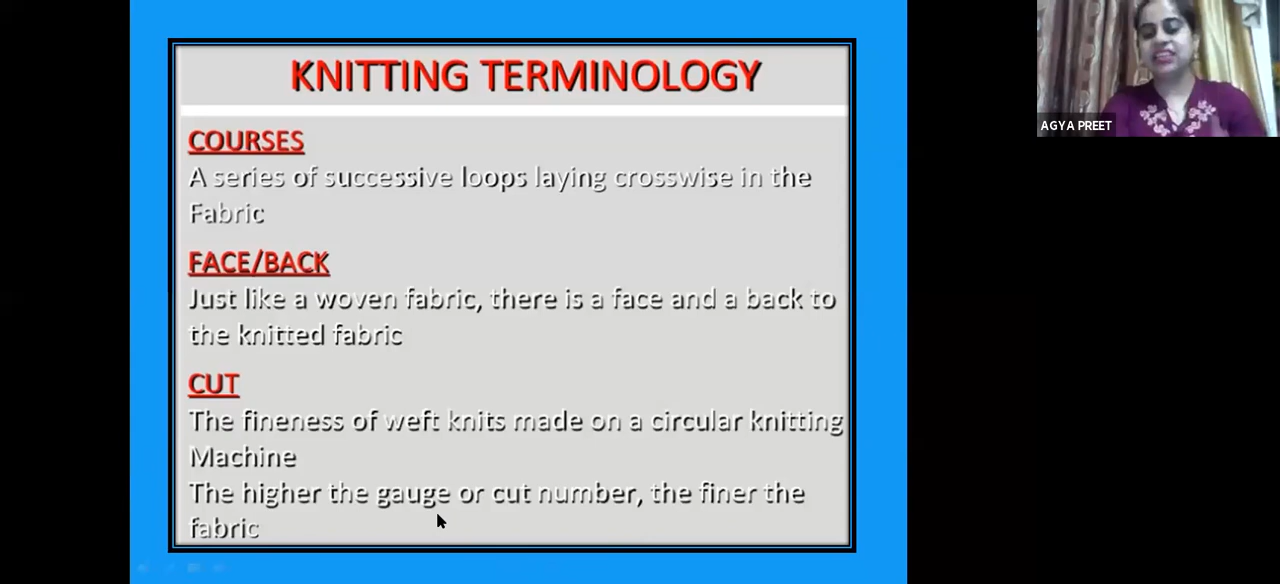 KNITTING TERMINOLOGY
COURSES
A series of successive loops laying crosswise in the
Fabric
FACE/BACK
Just like a woven fabric, there is a face and a back to
the knitted fabric
CUT
The fineness of weft knits made on a circular knitting
Machine
The higher the gauge or cut number, the finer the
fabric
AGYA PREET